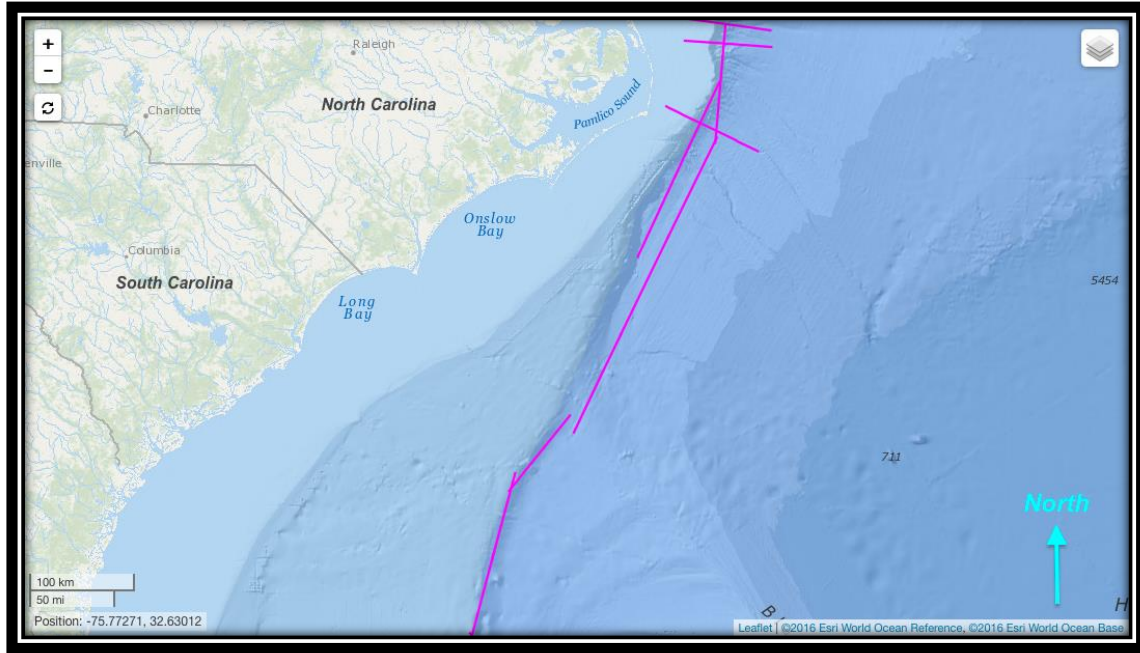 +
Raleigh
−
North Carolina
Pamlico Sound
Charlotte
enville
Onslow
Bay
Columbia
South Carolina
5454
Long
Bay
711
North
100 km
50 mi
H
B
Position: -75.77271, 32.63012
Leaflet | ©2016 Esri World Ocean Reference, ©2016 Esri World Ocean Base